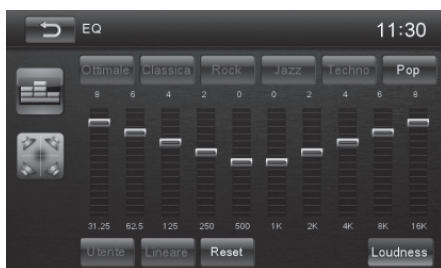 EQ 11:30
Ottimale Classica Rock Jazz Techno Pop
8 6 4 2 0 0 2 4 6 8
31.25 62.5 125 250 500 1K 2K 4K 8K 16K
Utente Lineare Reset Loudness